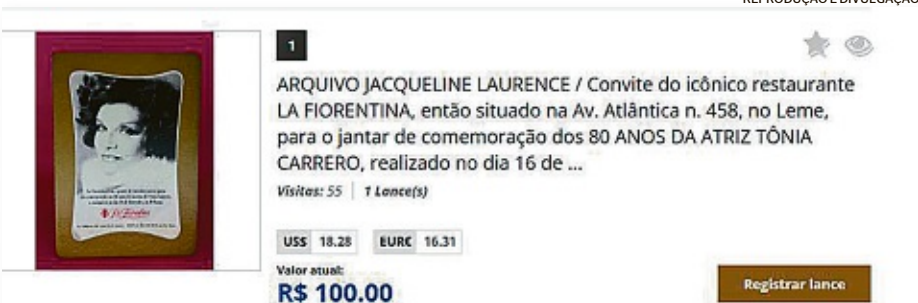 REPRODUÇÃO E DIVULGAÇÃO
1
ARQUIVO JACQUELINE LAURENCE / Convite do icônico restaurante
LA FIORENTINA, então situado na Av. Atlântica n. 458, no Leme,
para o jantar de comemoração dos 80 ANOS DA ATRIZ TÔNIA
CARRERO, realizado no dia 16 de ...
Visitas: 55 | 1 Lance(s)
US$ 18.28 EUR€ 16.31
Valor atual:
R$ 100.00
Registrar lance